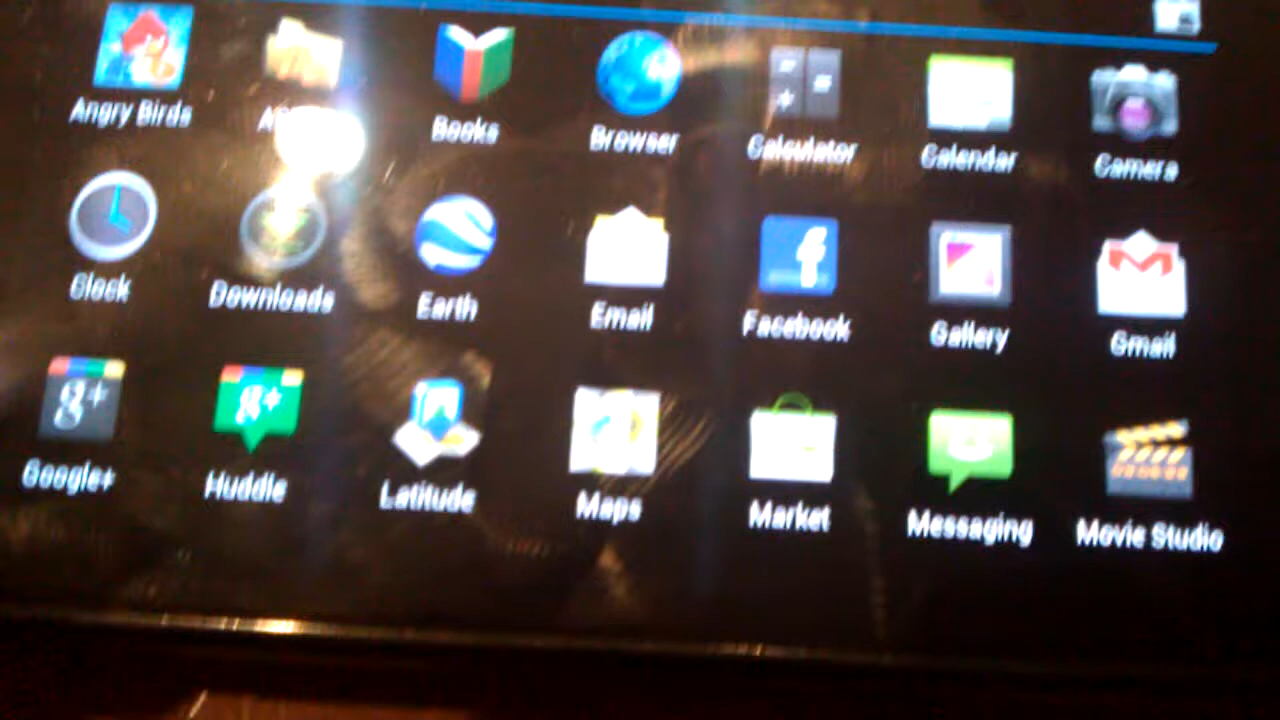 Angry Birds
Books
Browser
Calculator
Calendar
Camera
Clock
Downloads
Earth
Email
Facebook
Gallery
Gmail
Google+
Huddle
Latitude
Maps
Market
Messaging
Movie Studio